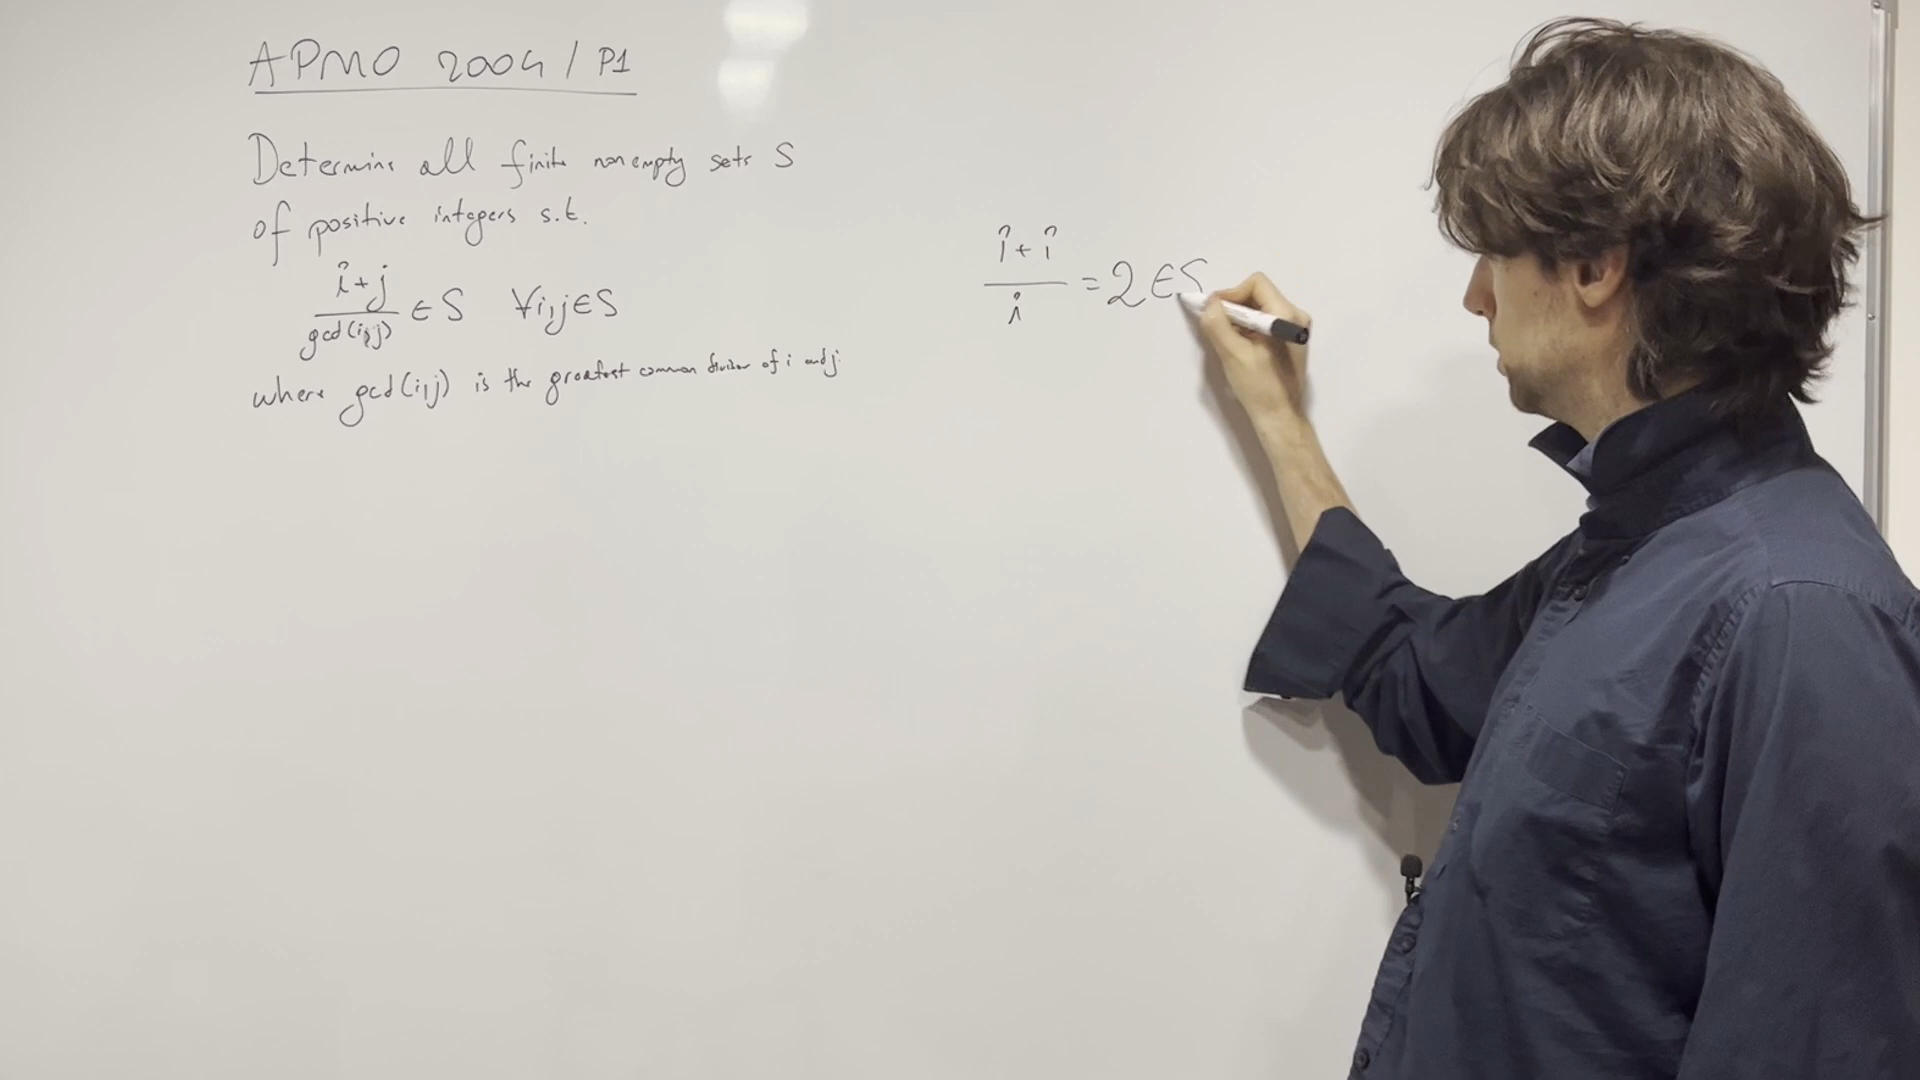 APMO 2004 / P1
Determine all finite nonempty sets S
of positive integers s.t.
i+j
gcd(i,j) ∈ S ∀i,j∈S
where gcd(i,j) is the greatest common divisor of i and j.
i + i
i = 2 ∈ S